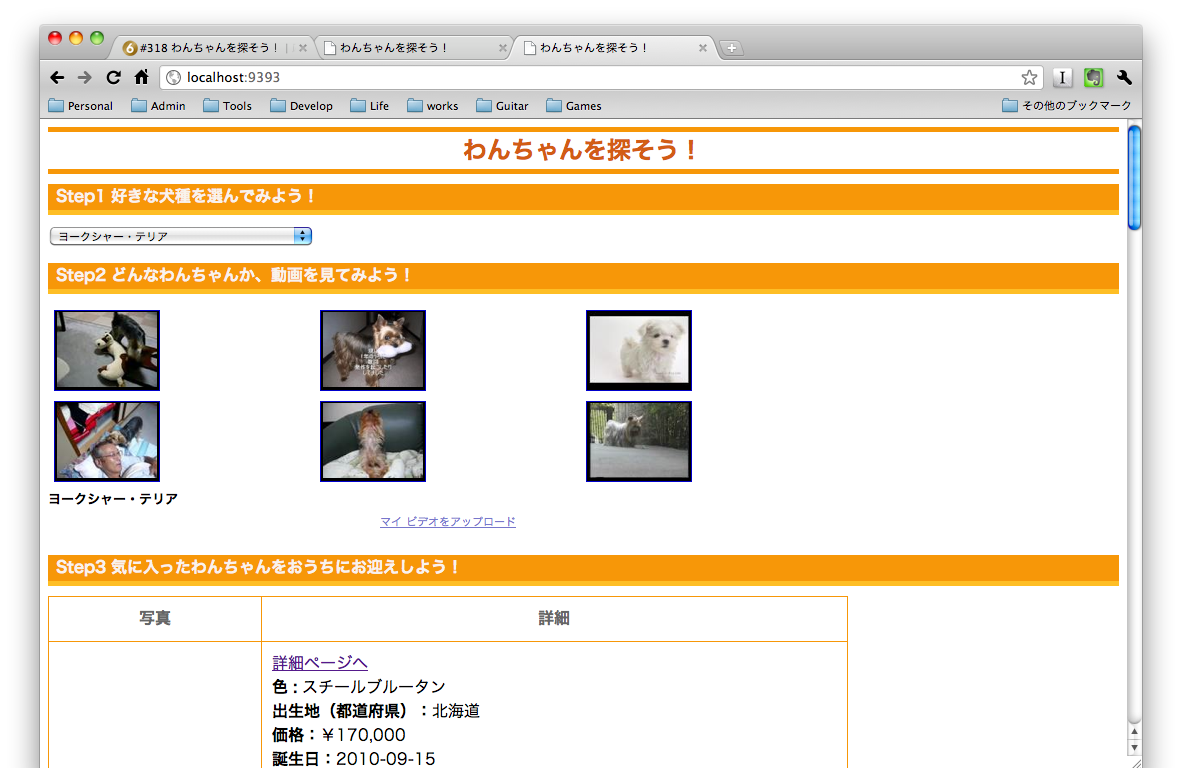 #318 わんちゃんを探そう！ |
わんちゃんを探そう！
わんちゃんを探そう！
localhost:9393
Personal
Admin
Tools
Develop
Life
works
Guitar
Games
その他のブックマーク
わんちゃんを探そう！
Step1 好きな犬種を選んでみよう！
ヨークシャー・テリア
Step2 どんなわんちゃんか、動画を見てみよう！
ヨークシャー・テリア
マイ ビデオをアップロード
Step3 気に入ったわんちゃんをおうちにお迎えしよう！
写真
詳細
詳細ページへ
色 : スチールブルータン
出生地（都道府県）：北海道
価格：￥170,000
誕生日：2010-09-15